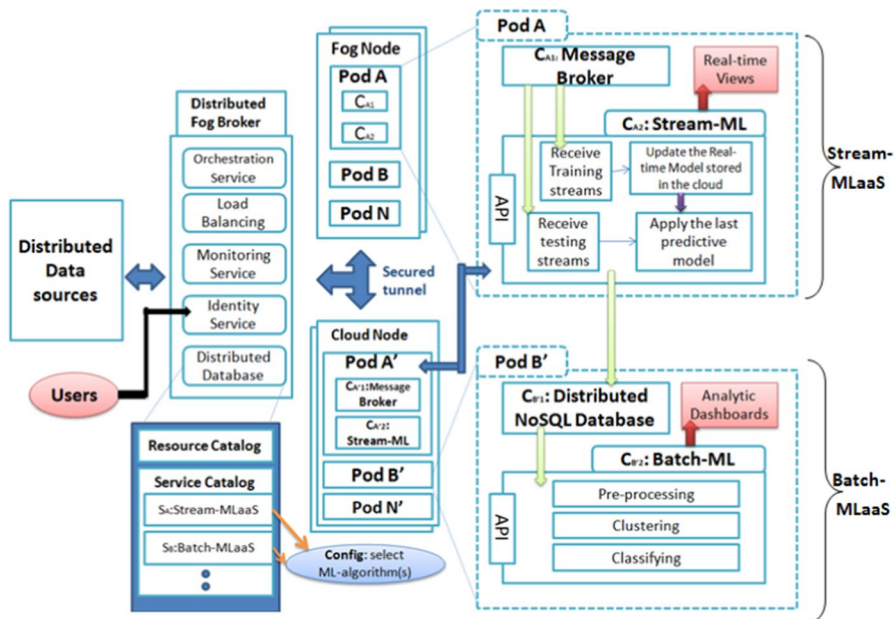 Distributed
Data
sources
Users
Distributed
Fog Broker
Orchestration
Service
Load
Balancing
Monitoring
Service
Identity
Service
Distributed
Database
Resource Catalog
Service Catalog
SA:Stream-MLaaS
SB:Batch-MLaaS
Config: select
ML-algorithm(s)
Fog Node
Pod A
CA1
CA2
Pod B
Pod N
Secured
tunnel
Cloud Node
Pod A’
CA’1:Message
Broker
CA’2:
Stream-ML
Pod B’
Pod N’
Pod A
CA1: Message
Broker
Real-time
Views
CA2: Stream-ML
API
Receive
Training
streams
Update the Real-
time Model stored
in the cloud
Receive
testing
streams
Apply the last
predictive
model
Stream-
MLaaS
Pod B’
CB’1: Distributed
NoSQL Database
Analytic
Dashboards
CB’2: Batch-ML
API
Pre-processing
Clustering
Classifying
Batch-
MLaaS